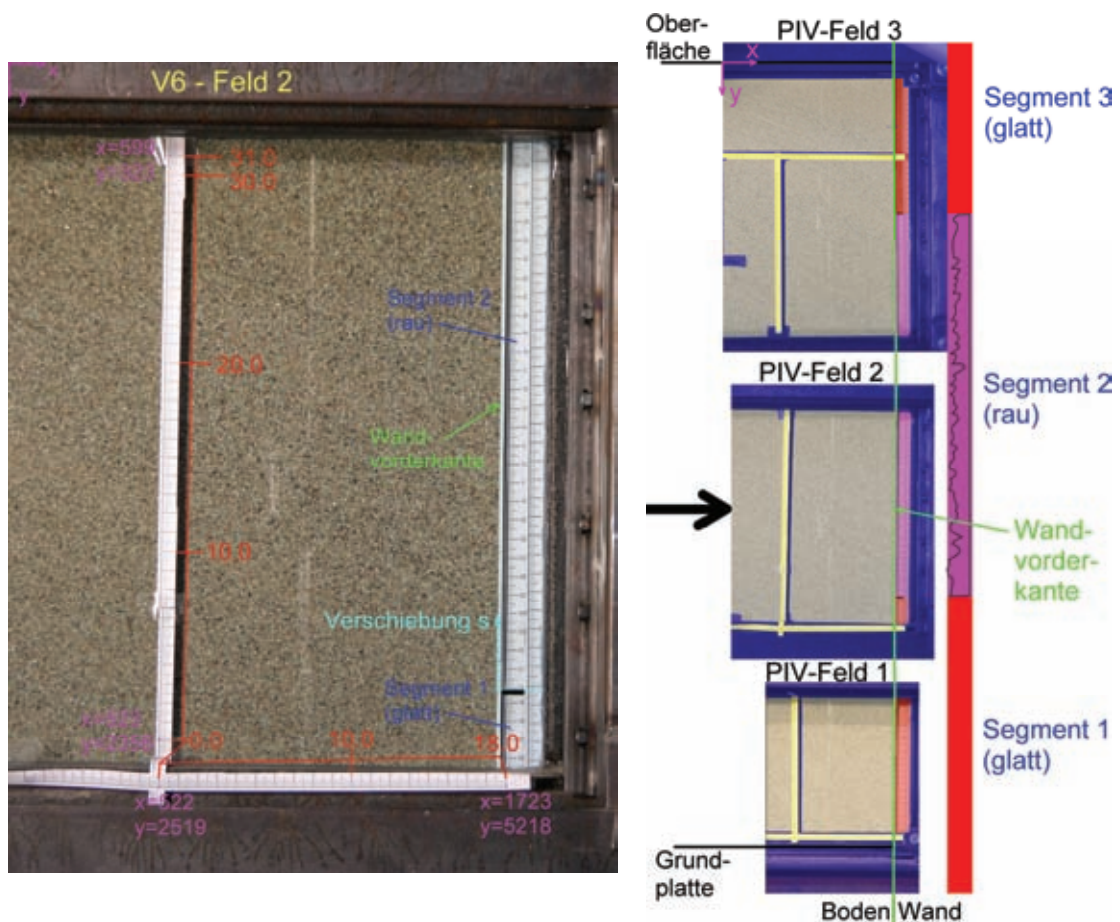 V6 - Feld 2
x
y
x=599
31.0
30.0
Segment 2
(rau)
20.0
Wand-
vorderkante
10.0
Verschiebung s
Segment 1
(glatt)
0.0
10.0
18.0
x=522
y=2519
x=1723
y=5218
Ober-
fläche
PIV-Feld 3
x
y
Segment 3
(glatt)
PIV-Feld 2
Segment 2
(rau)
Wand-
vorder-
kante
PIV-Feld 1
Segment 1
(glatt)
Grund-
platte
Boden Wand